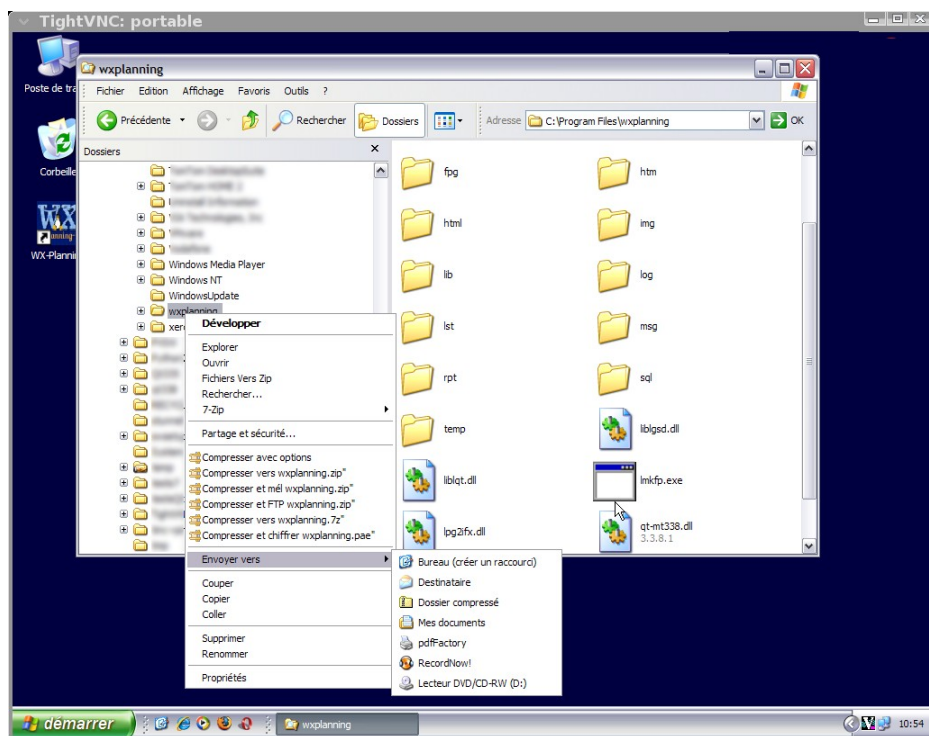 TightVNC: portable
Poste de tra
Corbeille
WX
anning
WX-Planni
wxplanning
Fichier Edition Affichage Favoris Outils ?
Précédente Rechercher Dossiers Adresse C:\Program Files\wxplanning OK
Dossiers
Windows Media Player
Windows NT
WindowsUpdate
wxplanning
xer
fpg
htm
html
img
lib
log
lst
msg
rpt
sql
temp
liblgsd.dll
liblqt.dll
lmkfp.exe
lpg2ifx.dll
qt-mt338.dll
3.3.8.1
Développer
Explorer
Ouvrir
Fichiers Vers Zip
Rechercher...
7-Zip
Partage et sécurité...
Compresser avec options
Compresser vers wxplanning.zip"
Compresser et mél wxplanning.zip"
Compresser et FTP wxplanning.zip"
Compresser vers wxplanning.7z"
Compresser et chiffrer wxplanning.pae"
Envoyer vers
Couper
Copier
Coller
Supprimer
Renommer
Propriétés
Bureau (créer un raccourci)
Destinataire
Dossier compressé
Mes documents
pdfFactory
RecordNow!
Lecteur DVD/CD-RW (D:)
démarrer wxplanning 10:54